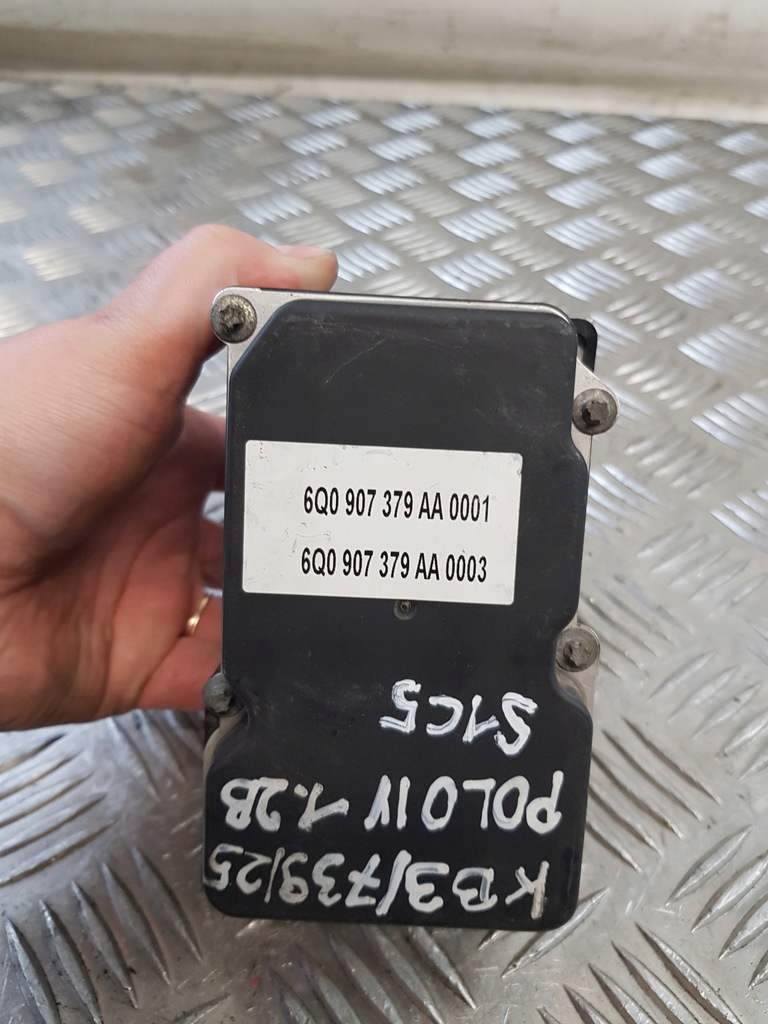 6Q0 907 379 AA 0001
6Q0 907 379 AA 0003
KB3/739/25
POLO IV 1.2B
S1C5